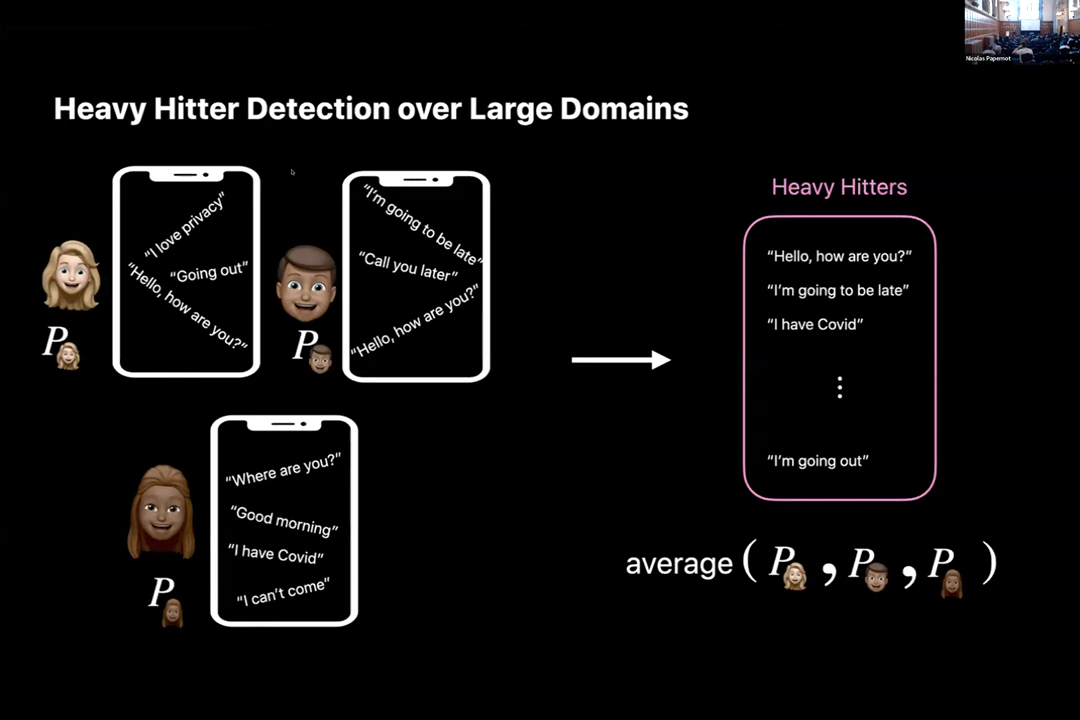 Nicolas Papernot
Heavy Hitter Detection over Large Domains
“I love privacy”
“Going out”
“Hello, how are you?”
P
“I’m going to be late”
“Call you later”
“Hello, how are you?”
P
“Where are you?”
“Good morning”
“I have Covid”
“I can’t come”
P
Heavy Hitters
“Hello, how are you?”
“I’m going to be late”
“I have Covid”
“I’m going out”
average ( P , P , P )